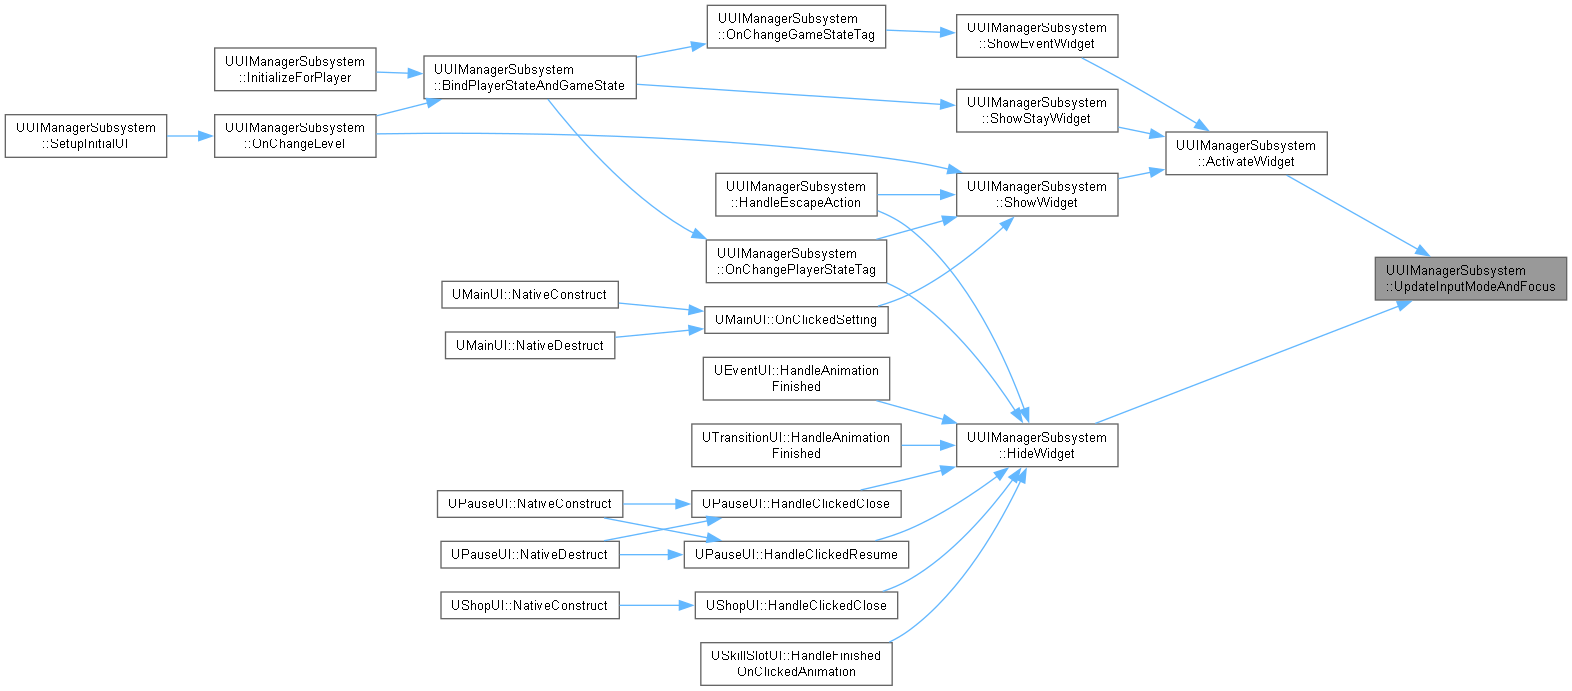 UUIManagerSubsystem
::OnChangeGameStateTag
UUIManagerSubsystem
::ShowEventWidget
UUIManagerSubsystem
::InitializeForPlayer
UUIManagerSubsystem
::BindPlayerStateAndGameState
UUIManagerSubsystem
::ShowStayWidget
UUIManagerSubsystem
::SetupInitialUI
UUIManagerSubsystem
::OnChangeLevel
UUIManagerSubsystem
::ActivateWidget
UUIManagerSubsystem
::HandleEscapeAction
UUIManagerSubsystem
::ShowWidget
UUIManagerSubsystem
::OnChangePlayerStateTag
UUIManagerSubsystem
::UpdateInputModeAndFocus
UMainUI::NativeConstruct
UMainUI::OnClickedSetting
UMainUI::NativeDestruct
UEventUI::HandleAnimation
Finished
UTransitionUI::HandleAnimation
Finished
UUIManagerSubsystem
::HideWidget
UPauseUI::NativeConstruct
UPauseUI::HandleClickedClose
UPauseUI::NativeDestruct
UPauseUI::HandleClickedResume
UShopUI::NativeConstruct
UShopUI::HandleClickedClose
USkillSlotUI::HandleFinished
OnClickedAnimation